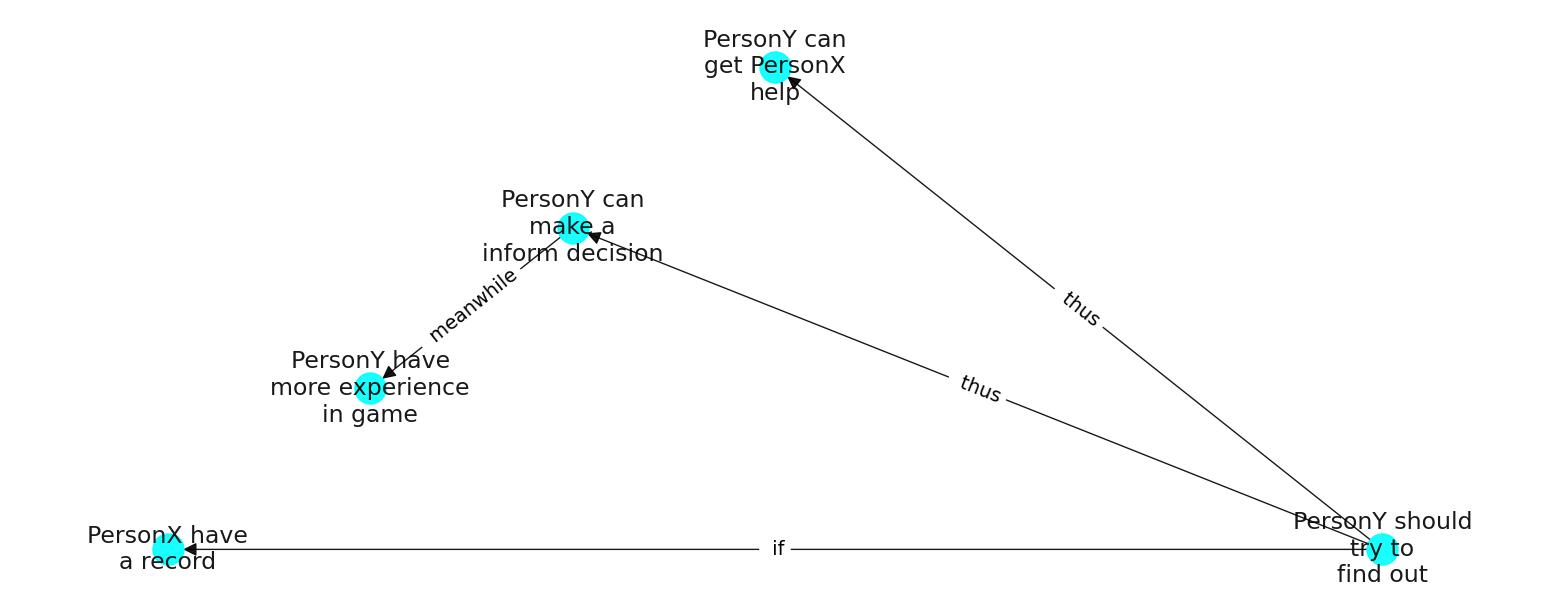 PersonY can
get PersonX
help
PersonY can
make a
inform decision
thus
meanwhile
PersonY have
more experience
in game
thus
PersonX have
a record
if
PersonY should
try to
find out